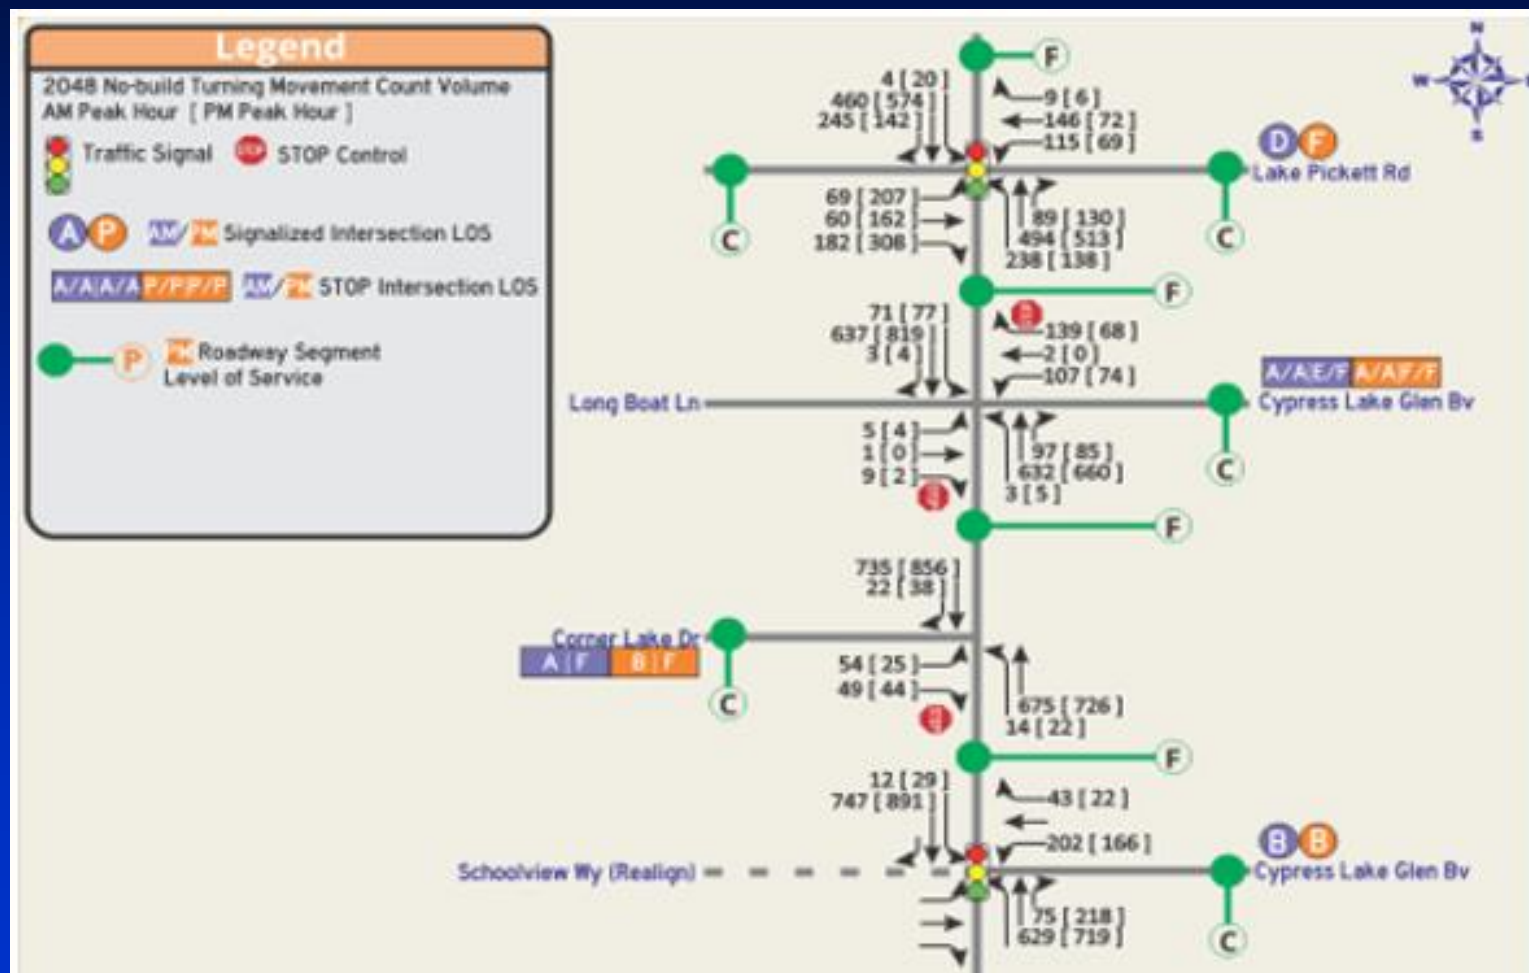 Legend
2048 No-build Turning Movement Count Volume
AM Peak Hour [ PM Peak Hour ]
Traffic Signal
STOP Control
A P AM/PM Signalized Intersection LOS
A/A|A/A P/P|P/P AM/PM STOP Intersection LOS
P PM Roadway Segment
Level of Service
N
W
S
F
4 [ 20 ]
460 [ 574 ]
245 [ 142 ]
9 [ 6 ]
146 [ 72 ]
115 [ 69 ]
D F
Lake Pickett Rd
C
C
69 [ 207 ]
60 [ 162 ]
182 [ 308 ]
89 [ 130 ]
494 [ 513 ]
238 [ 138 ]
F
71 [ 77 ]
637 [ 819 ]
3 [ 4 ]
139 [ 68 ]
2 [ 0 ]
107 [ 74 ]
A/A|E/F A/A|F/F
Long Boat Ln
Cypress Lake Glen Bv
C
5 [ 4 ]
1 [ 0 ]
9 [ 2 ]
97 [ 85 ]
632 [ 660 ]
3 [ 5 ]
F
735 [ 856 ]
22 [ 38 ]
Corner Lake Dr
A | F B | F
C
54 [ 25 ]
49 [ 44 ]
675 [ 726 ]
14 [ 22 ]
F
12 [ 29 ]
747 [ 891 ]
43 [ 22 ]
202 [ 166 ]
B B
Schoolview Wy (Realign)
Cypress Lake Glen Bv
C
75 [ 218 ]
629 [ 719 ]